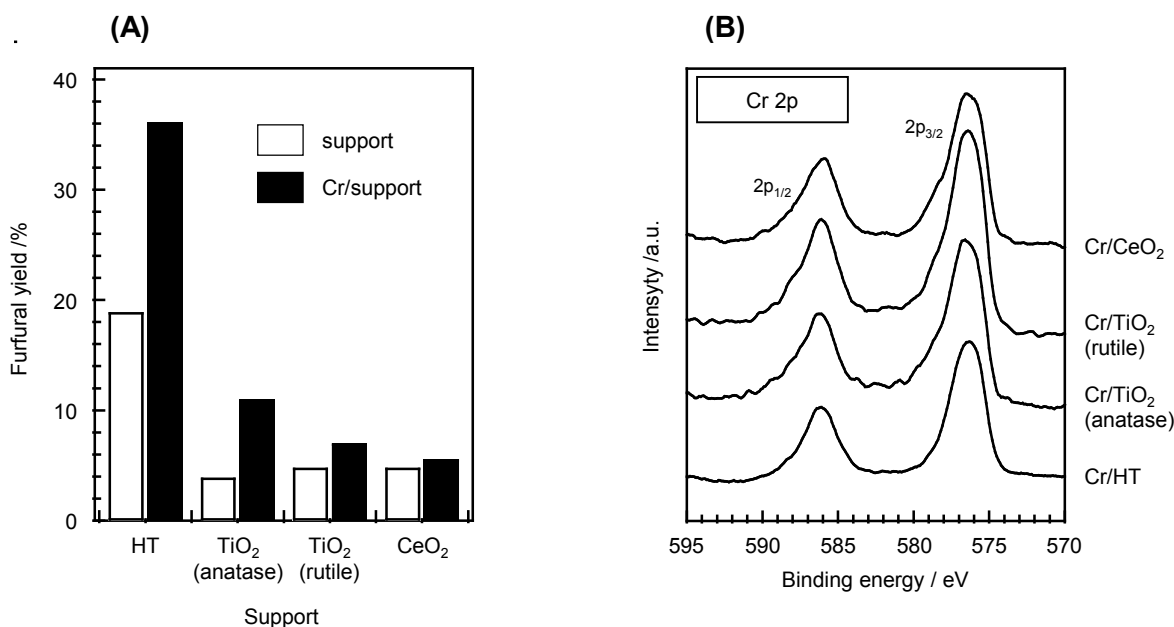 (A)
40
30
20
10
0
Furfural yield /%
support
Cr/support
HT
TiO2
(anatase)
TiO2
(rutile)
CeO2
Support
(B)
Cr 2p
2p1/2
2p3/2
Intensyty /a.u.
Cr/CeO2
Cr/TiO2
(rutile)
Cr/TiO2
(anatase)
Cr/HT
595
590
585
580
575
570
Binding energy / eV